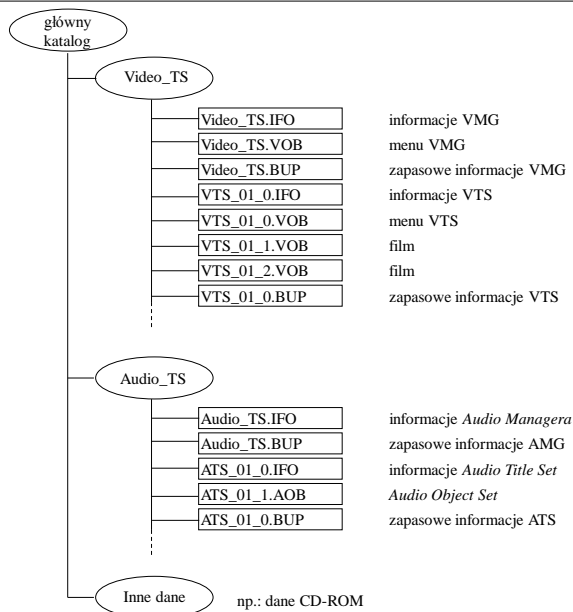 główny
katalog
Video_TS
Video_TS.IFO informacje VMG
Video_TS.VOB menu VMG
Video_TS.BUP zapasowe informacje VMG
VTS_01_0.IFO informacje VTS
VTS_01_0.VOB menu VTS
VTS_01_1.VOB film
VTS_01_2.VOB film
VTS_01_0.BUP zapasowe informacje VTS
Audio_TS
Audio_TS.IFO informacje Audio Managera
Audio_TS.BUP zapasowe informacje AMG
ATS_01_0.IFO informacje Audio Title Set
ATS_01_1.AOB Audio Object Set
ATS_01_0.BUP zapasowe informacje ATS
Inne dane np.: dane CD-ROM